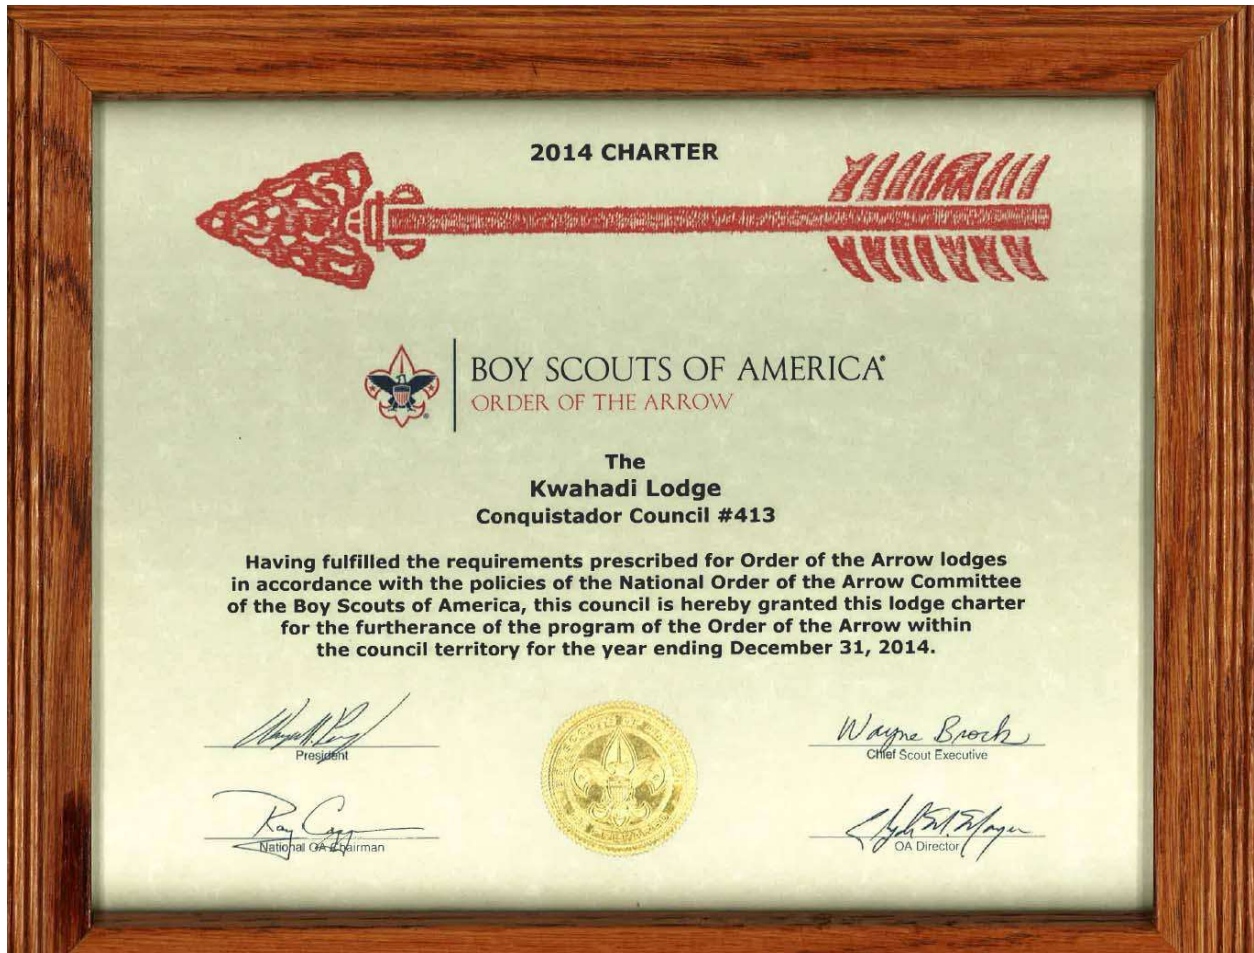 2014 CHARTER
BOY SCOUTS OF AMERICA®
ORDER OF THE ARROW
The
Kwahadi Lodge
Conquistador Council #413
Having fulfilled the requirements prescribed for Order of the Arrow lodges
in accordance with the policies of the National Order of the Arrow Committee
of the Boy Scouts of America, this council is hereby granted this lodge charter
for the furtherance of the program of the Order of the Arrow within
the council territory for the year ending December 31, 2014.
President
Wayne Brock
Chief Scout Executive
Ray
National OA Chairman
OA Director